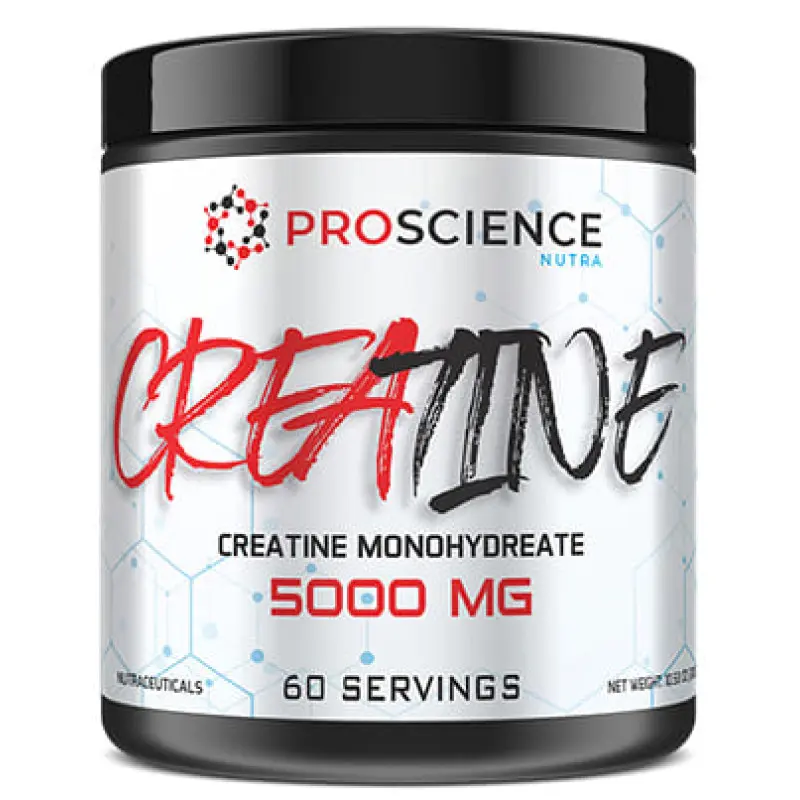 PROSCIENCE
NUTRA
CREATINE
CREATINE MONOHYDREATE
5000 MG
NUTRACEUTICALS
60 SERVINGS
NET WEIGHT